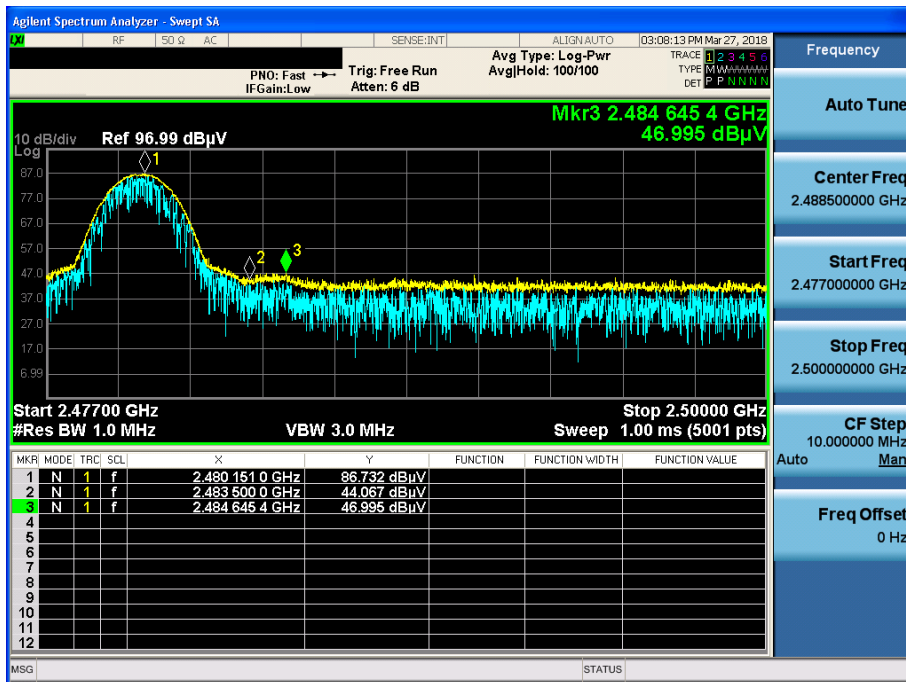 Agilent Spectrum Analyzer - Swept SA
LXI RF 50 Ω AC SENSE:INT ALIGN AUTO 03:08:13 PM Mar 27, 2018
PNO: Fast
IFGain:Low
Trig: Free Run
Atten: 6 dB
Avg Type: Log-Pwr
Avg|Hold: 100/100
TRACE 1 2 3 4 5 6
TYPE MWWWWW
DET P P N N N N
Mkr3 2.484 645 4 GHz
46.995 dBµV
10 dB/div Ref 96.99 dBµV
Log
87.0
77.0
67.0
57.0
47.0
37.0
27.0
17.0
6.99
1
2
3
Start 2.47700 GHz Stop 2.50000 GHz
#Res BW 1.0 MHz VBW 3.0 MHz Sweep 1.00 ms (5001 pts)
MKR MODE TRC SCL X Y FUNCTION FUNCTION WIDTH FUNCTION VALUE
1 N 1 f 2.480 151 0 GHz 86.732 dBµV
2 N 1 f 2.483 500 0 GHz 44.067 dBµV
3 N 1 f 2.484 645 4 GHz 46.995 dBµV
4
5
6
7
8
9
10
11
12
MSG STATUS
Frequency
Auto Tune
Center Freq
2.488500000 GHz
Start Freq
2.477000000 GHz
Stop Freq
2.500000000 GHz
CF Step
10.000000 MHz
Auto Man
Freq Offset
0 Hz